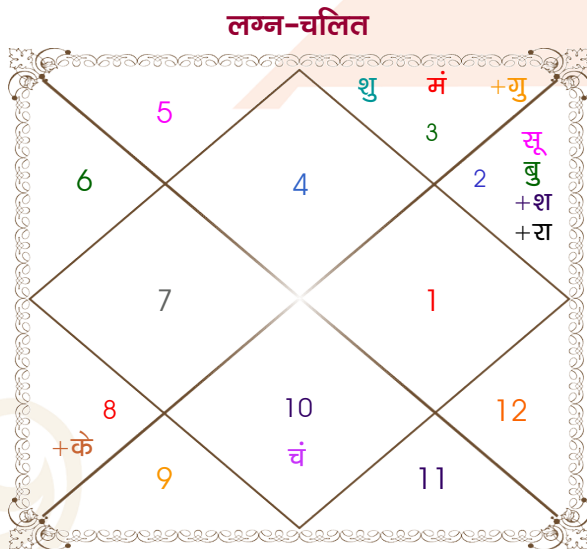 लग्न-चलित
शु मं +गु
5 3
सू
6 4 2 बु
+श
+रा
7 1
8 10 12
+के चं
9 11